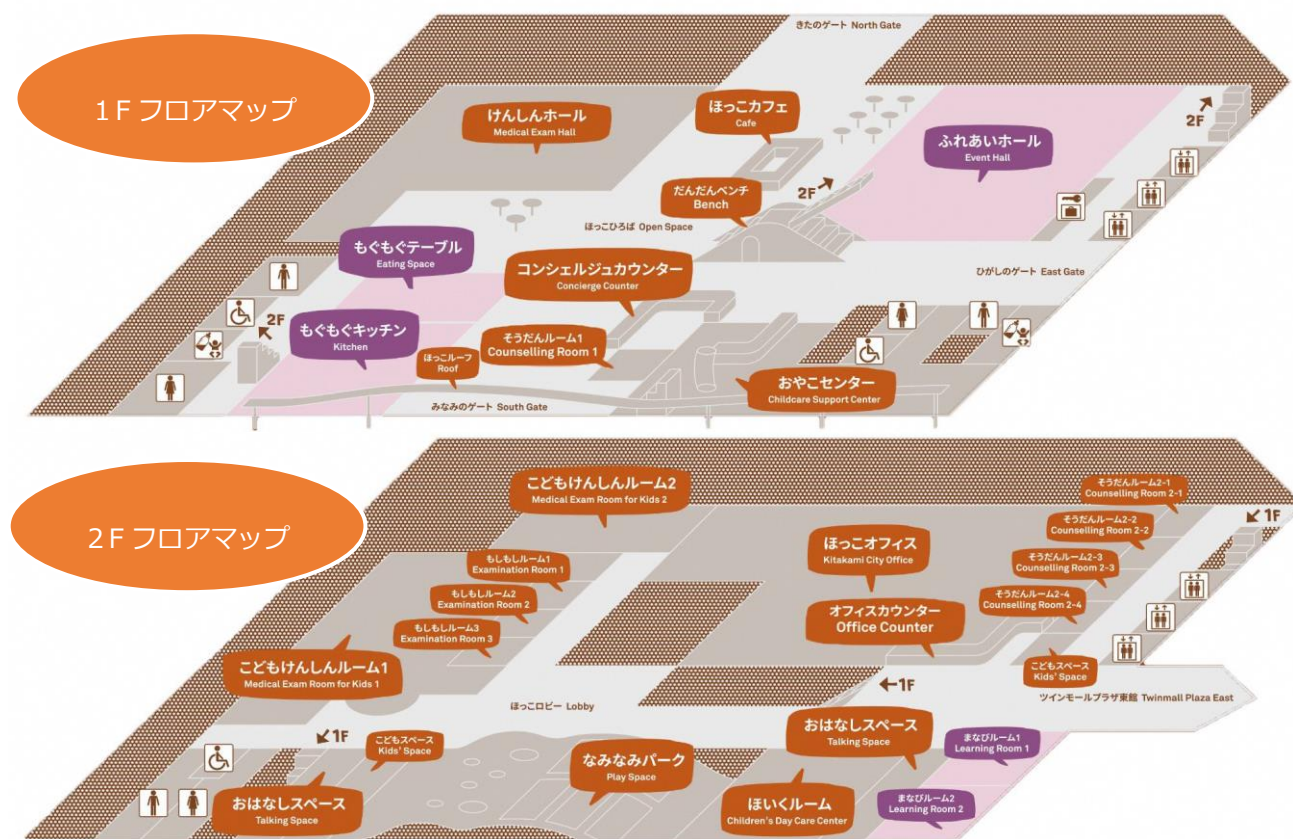 1Fフロアマップ
きたのゲート North Gate
けんしんホール
Medical Exam Hall
ほっこカフェ
Cafe
ふれあいホール
Event Hall
2F
だんだんベンチ
Bench
2F
ほっこひろば Open Space
もぐもぐテーブル
Eating Space
コンシェルジュカウンター
Concierge Counter
ひがしのゲート East Gate
2F
もぐもぐキッチン
Kitchen
そうだんルーム1
Counselling Room 1
ほっこルーフ
Roof
おやこセンター
Childcare Support Center
みなみのゲート South Gate
2Fフロアマップ
こどもけんしんルーム2
Medical Exam Room for Kids 2
そうだんルーム2-1
Counselling Room 2-1
1F
そうだんルーム2-2
Counselling Room 2-2
ほっこオフィス
Kitakami City Office
もしもしルーム1
Examination Room 1
そうだんルーム2-3
Counselling Room 2-3
もしもしルーム2
Examination Room 2
そうだんルーム2-4
Counselling Room 2-4
オフィスカウンター
Office Counter
もしもしルーム3
Examination Room 3
こどもけんしんルーム1
Medical Exam Room for Kids 1
こどもスペース
Kids' Space
1F
ツインモールプラザ東館 Twinmall Plaza East
ほっこロビー Lobby
1F
こどもスペース
Kids' Space
おはなしスペース
Talking Space
まなびルーム1
Learning Room 1
なみなみパーク
Play Space
おはなしスペース
Talking Space
ほいくルーム
Children's Day Care Center
まなびルーム2
Learning Room 2